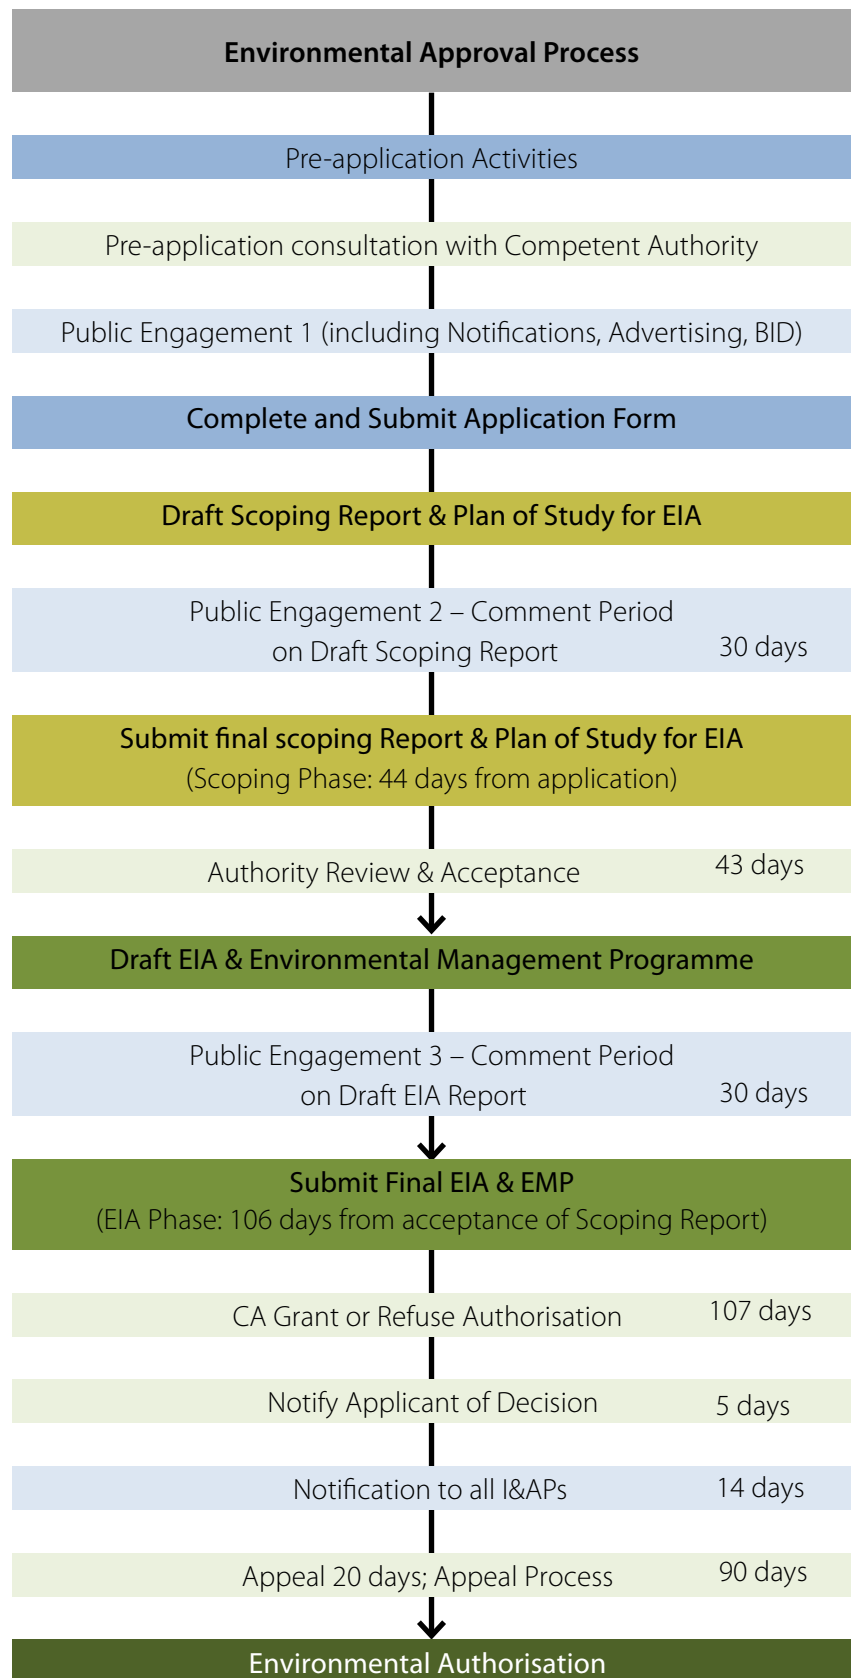 Environmental Approval Process
Pre-application Activities
Pre-application consultation with Competent Authority
Public Engagement 1 (including Notifications, Advertising, BID)
Complete and Submit Application Form
Draft Scoping Report & Plan of Study for EIA
Public Engagement 2 – Comment Period
on Draft Scoping Report 30 days
Submit final scoping Report & Plan of Study for EIA
(Scoping Phase: 44 days from application)
Authority Review & Acceptance 43 days
Draft EIA & Environmental Management Programme
Public Engagement 3 – Comment Period
on Draft EIA Report 30 days
Submit Final EIA & EMP
(EIA Phase: 106 days from acceptance of Scoping Report)
CA Grant or Refuse Authorisation 107 days
Notify Applicant of Decision 5 days
Notification to all I&APs 14 days
Appeal 20 days; Appeal Process 90 days
Environmental Authorisation